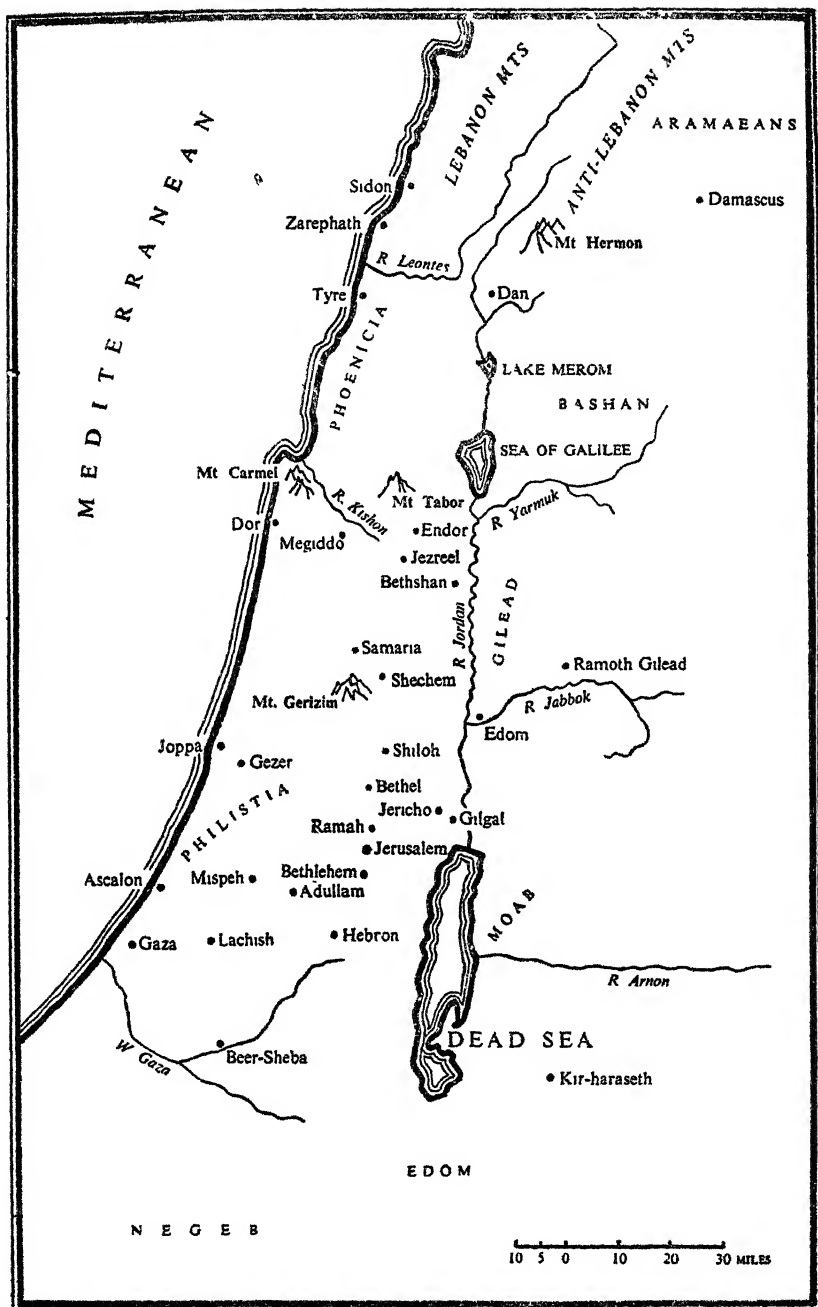 LEBANON MTS
ANTI-LEBANON MTS
ARAMAEANS
MEDITERRANEAN
Sidon
Damascus
Zarephath
Mt Hermon
R Leontes
Tyre
Dan
PHOENICIA
LAKE MEROM
BASHAN
SEA OF GALILEE
Mt Carmel
R. Kishon
Mt Tabor
R Yarmuk
Dor
Megiddo
Endor
Jezreel
Bethshan
R Jordan
GILEAD
Samaria
Shechem
Ramoth Gilead
Mt. Gerizim
R Jabbok
Edom
Joppa
Gezer
Shiloh
PHILISTIA
Bethel
Jericho
Gilgal
Ramah
Jerusalem
Ascalon
Mispeh
Bethlehem
Adullam
MOAB
Gaza
Lachish
Hebron
R Arnon
W Gaza
Beer-Sheba
DEAD SEA
Kir-haraseth
EDOM
NEGEB
10 5 0 10 20 30 MILES